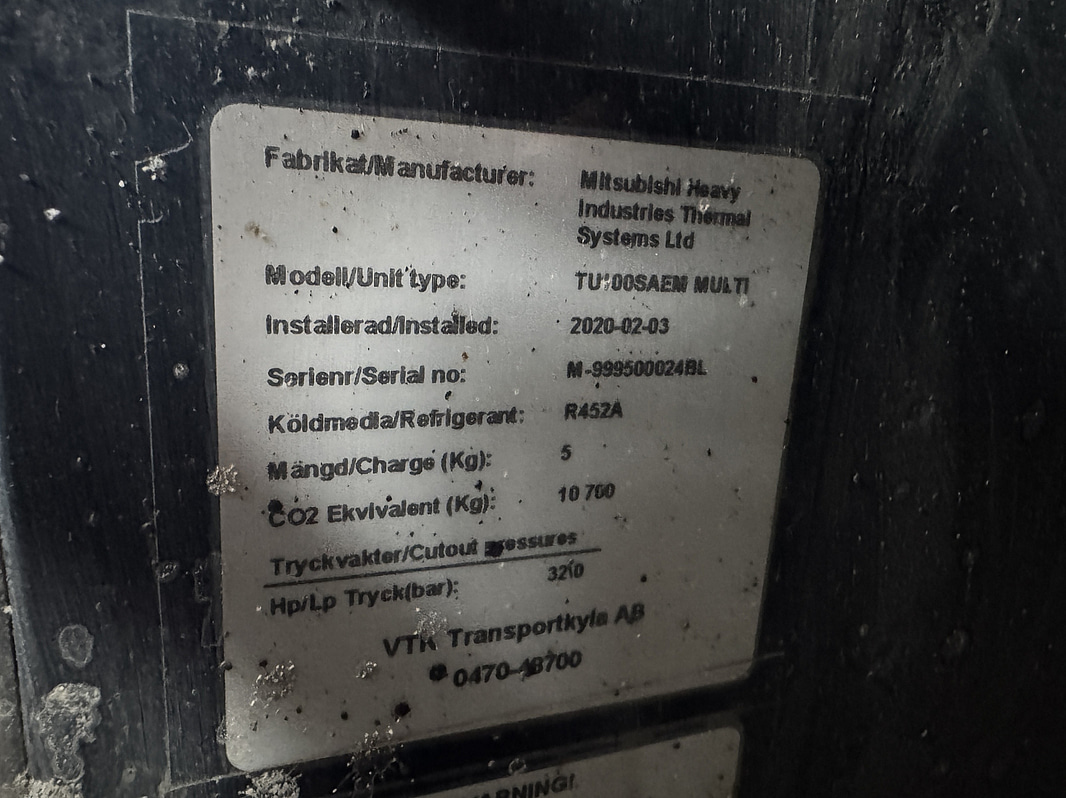 Fabrikat/Manufacturer: Mitsubishi Heavy
Industries Thermal
Systems Ltd
Modell/Unit type: TU100SAEM MULTI
Installerad/Installed: 2020-02-03
Serienr/Serial no: M-999500024BL
Köldmedia/Refrigerant: R452A
Mängd/Charge (Kg): 5
CO2 Ekvivalent (Kg): 10 700
Tryckvakter/Cutout pressures
Hp/Lp Tryck(bar): 32/0
VTK Transportkyla AB